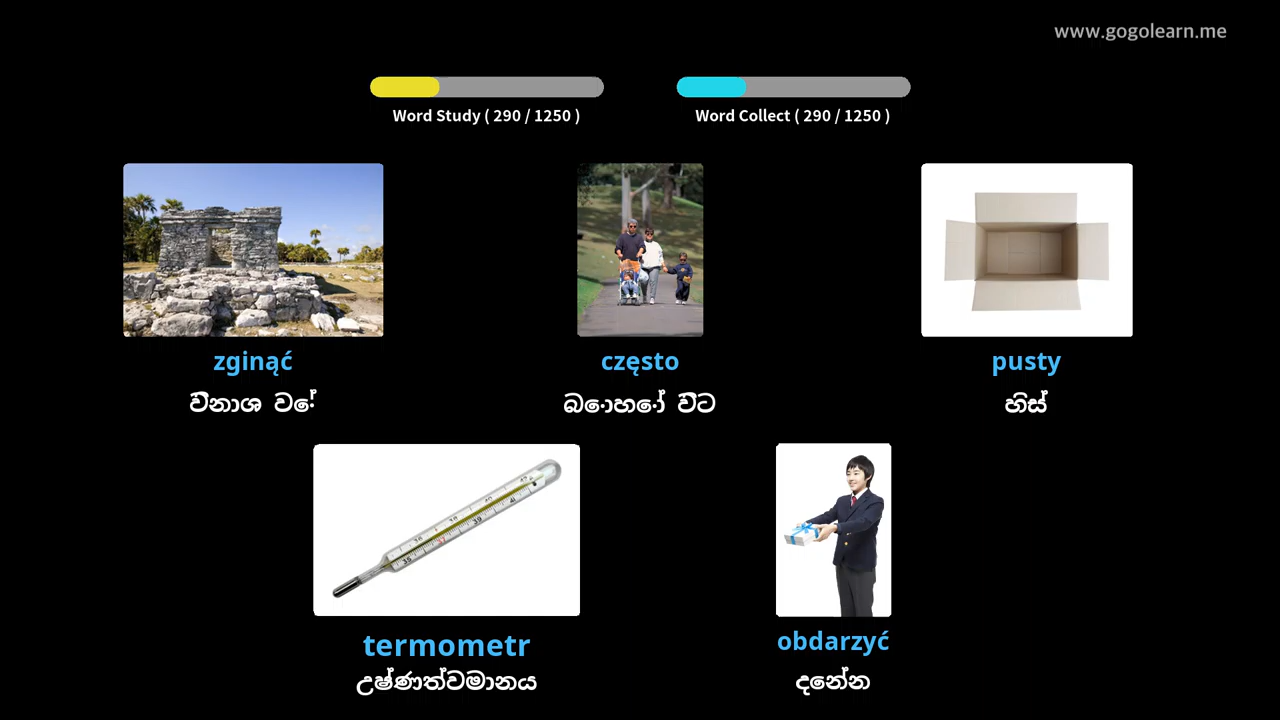 www.gogolearn.me
Word Study ( 290 / 1250 )
Word Collect ( 290 / 1250 )
zginąć
විනාශ වේ
często
බොහෝ විට
pusty
හිස්
termometr
උෂ්ණත්වමානය
obdarzyć
දෙන්න